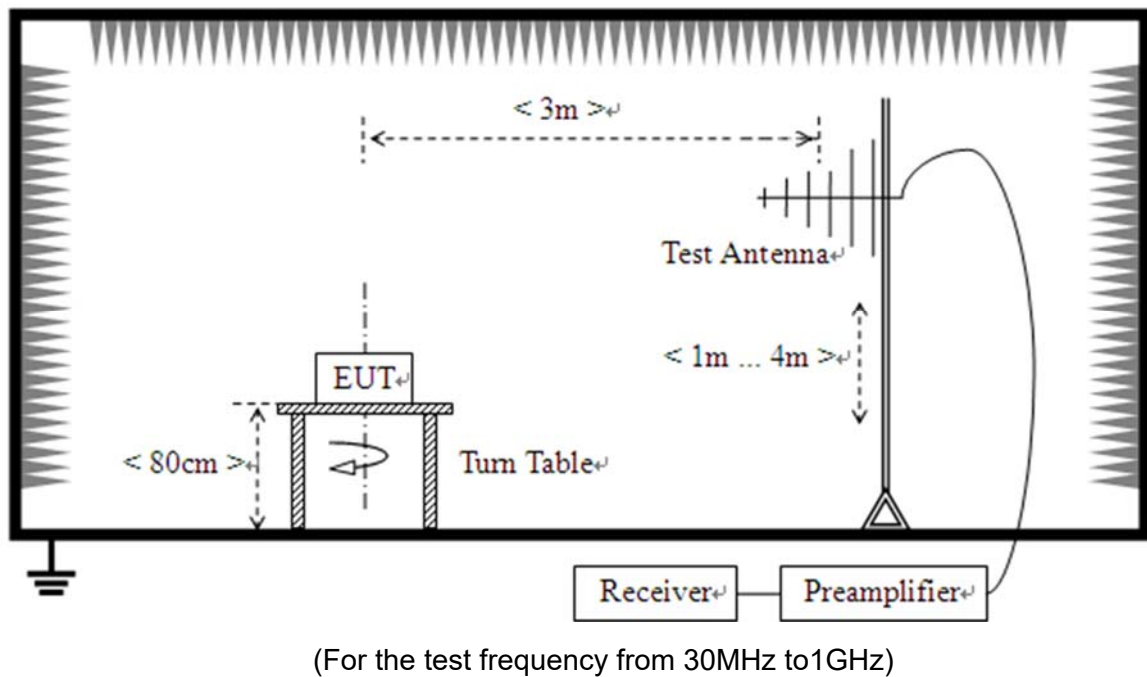 < 3m >↵
Test Antenna↵
< 1m ... 4m >↵
EUT↵
< 80cm >↵
Turn Table↵
Receiver↵
Preamplifier↵
(For the test frequency from 30MHz to1GHz)